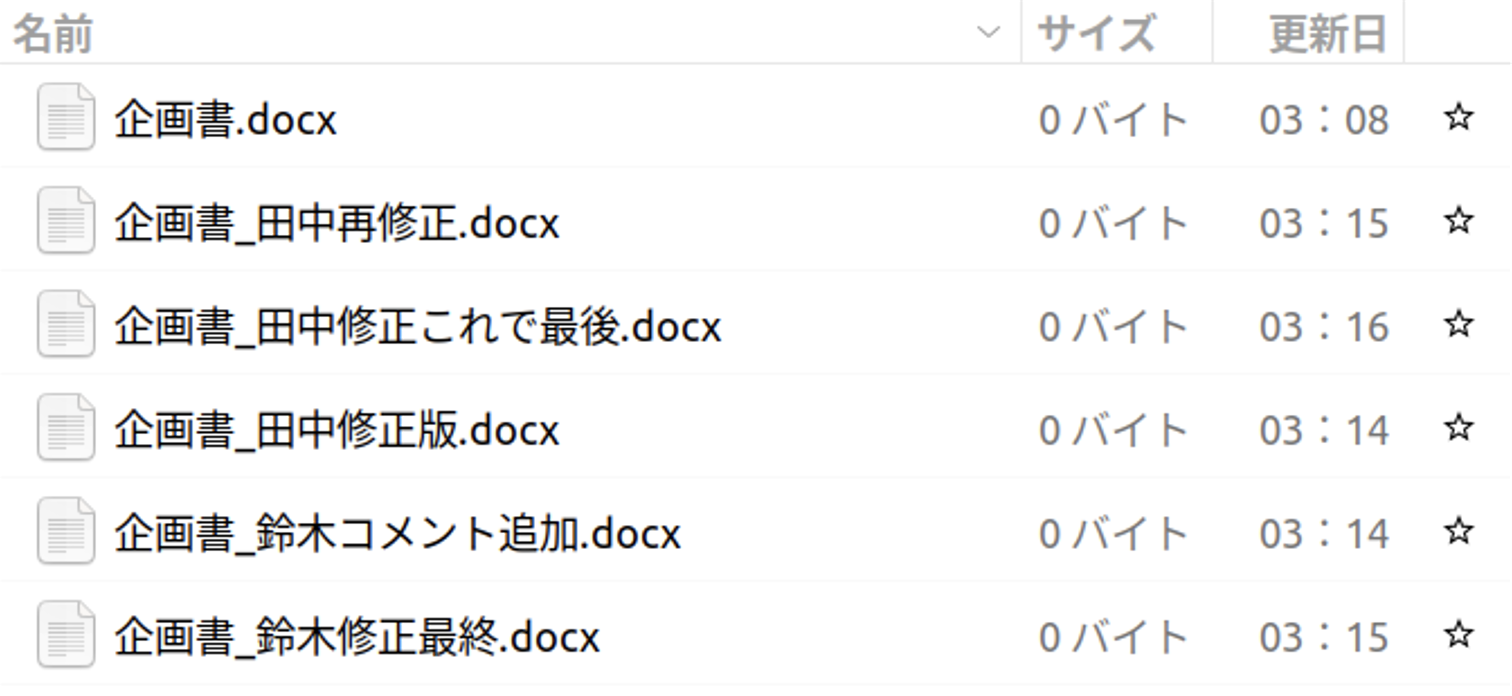 名前 サイズ 更新日
企画書.docx 0 バイト 03：08 ☆
企画書_田中再修正.docx 0 バイト 03：15 ☆
企画書_田中修正これで最後.docx 0 バイト 03：16 ☆
企画書_田中修正版.docx 0 バイト 03：14 ☆
企画書_鈴木コメント追加.docx 0 バイト 03：14 ☆
企画書_鈴木修正最終.docx 0 バイト 03：15 ☆